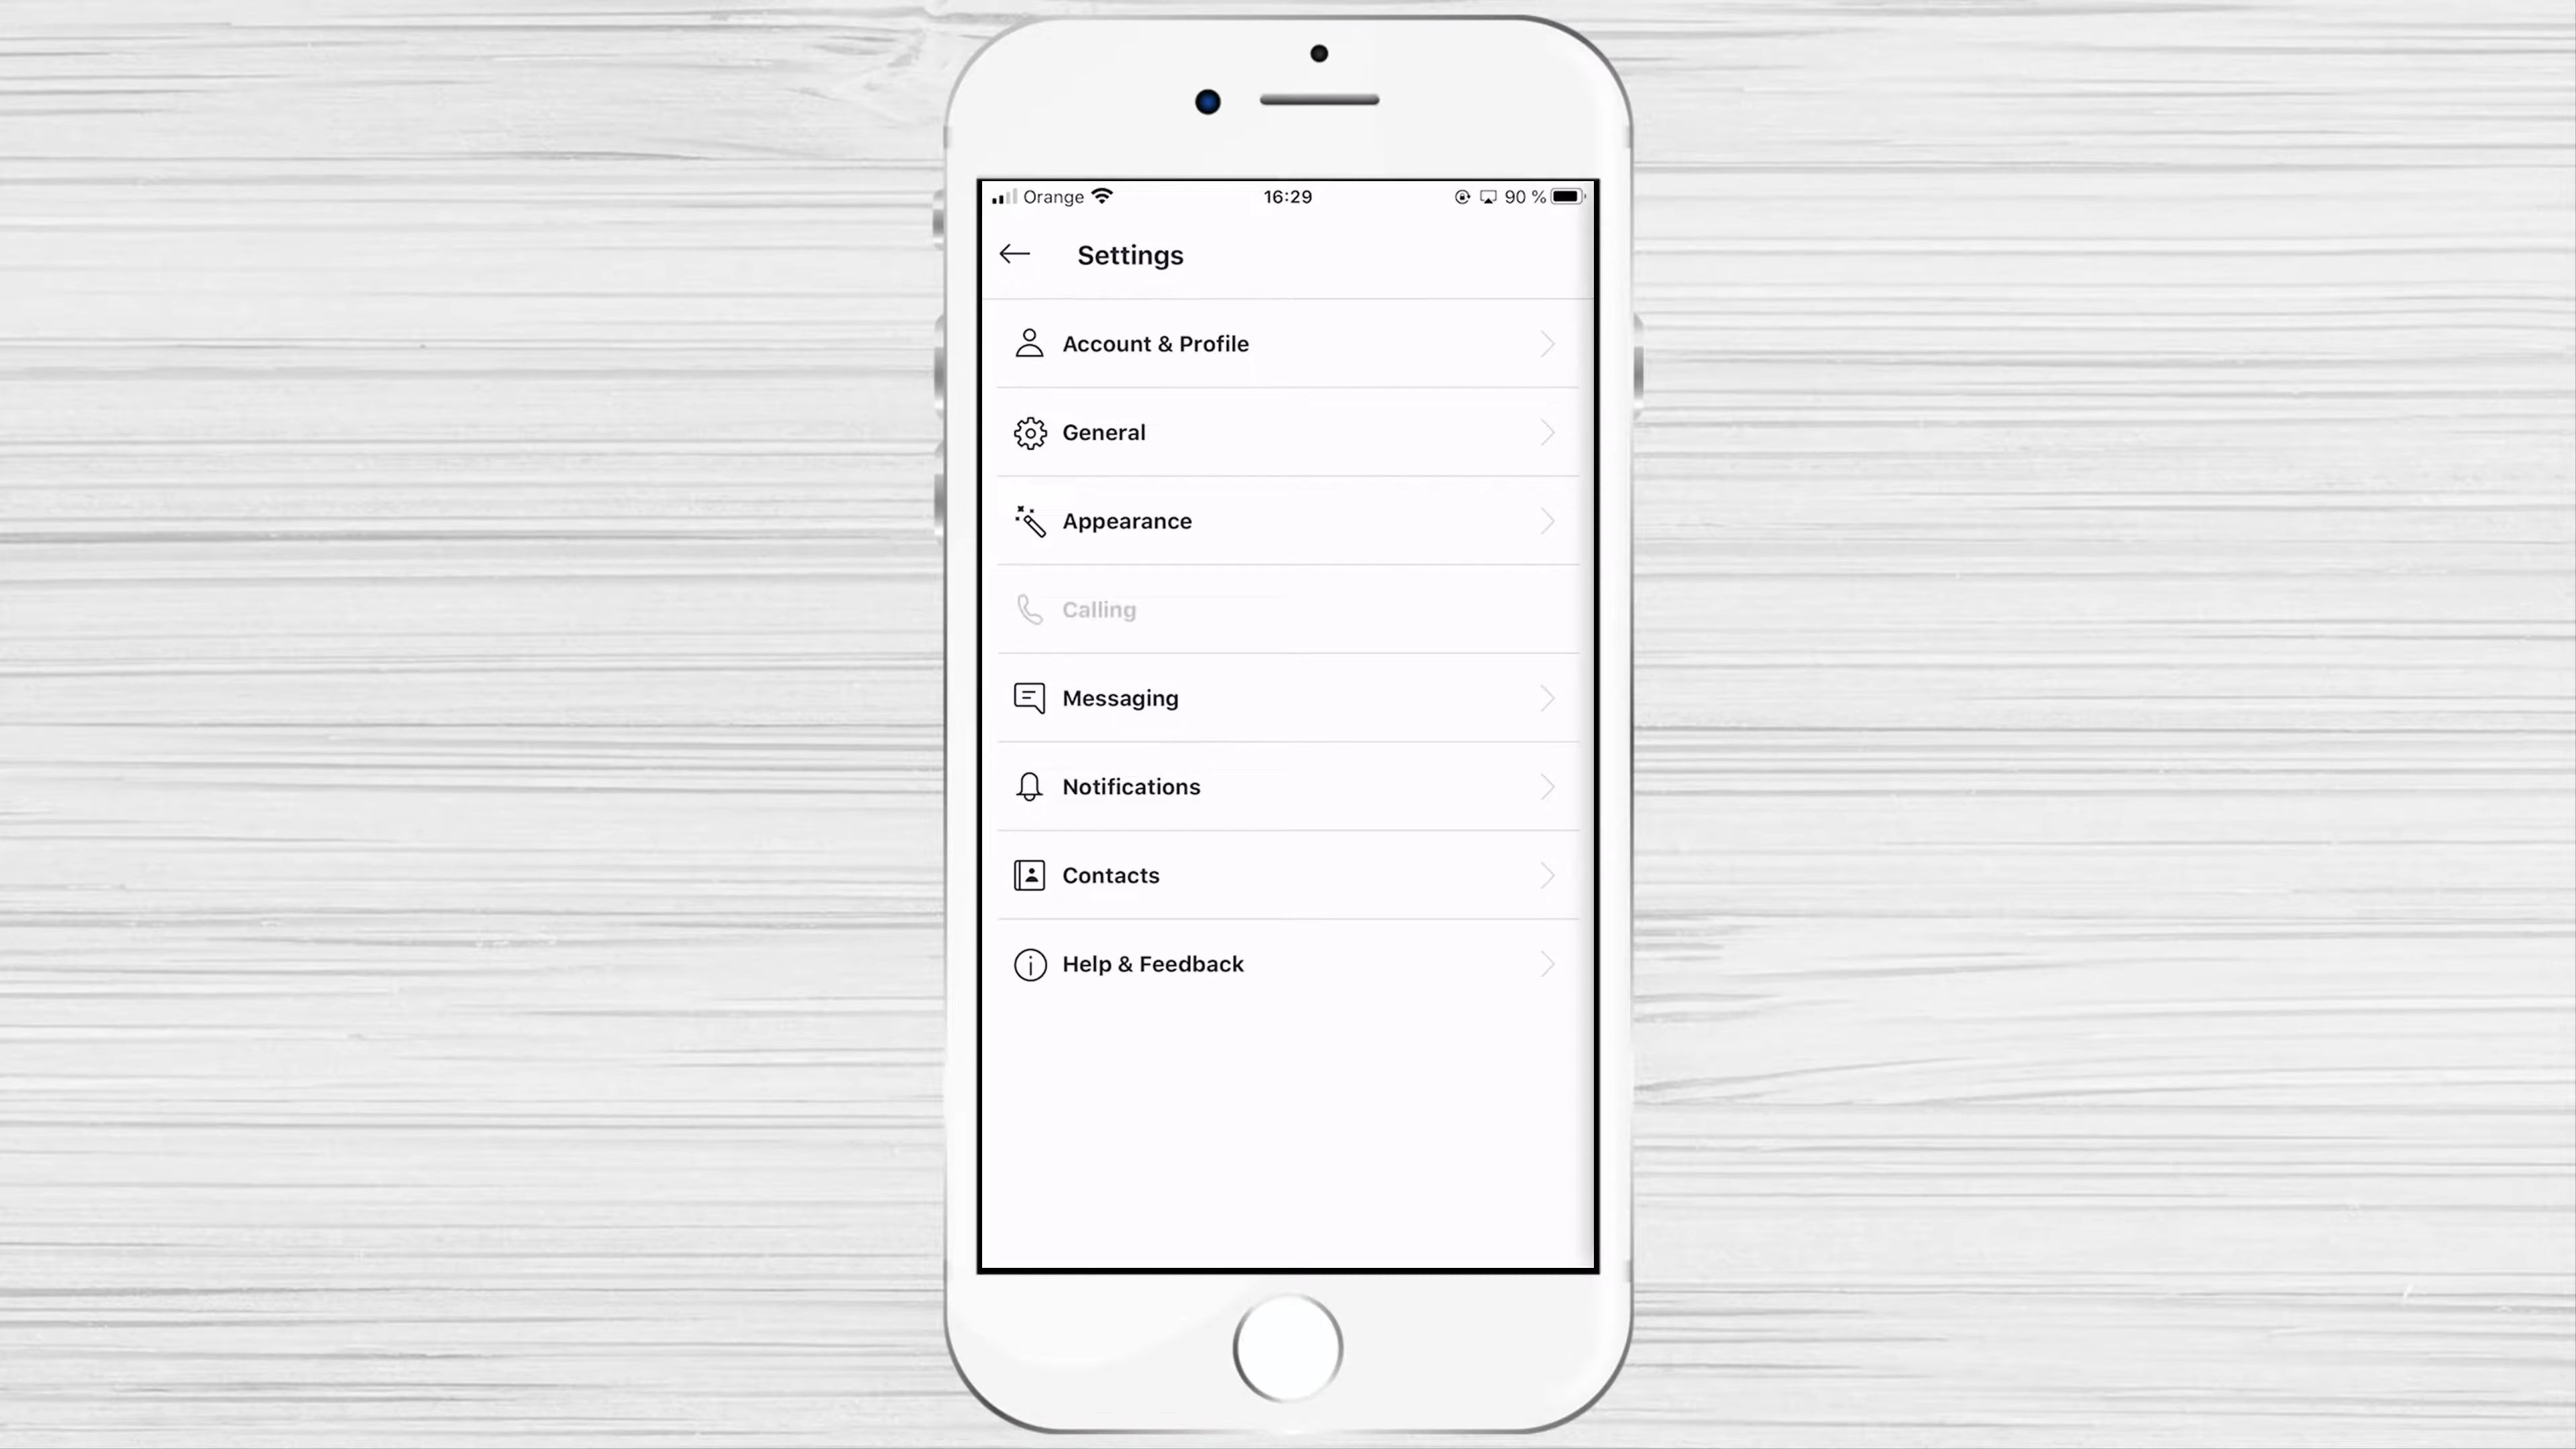 Orange 16:29 90 %
Settings
Account & Profile
General
Appearance
Calling
Messaging
Notifications
Contacts
Help & Feedback